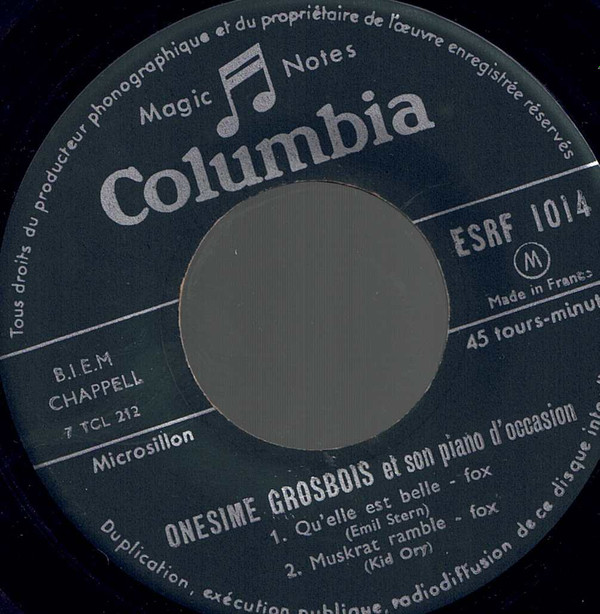 Tous droits du producteur phonographique et du propriétaire de l'œuvre enregistrée réservés
Magic Notes
Columbia
ESRF 1014
M
Made in France
45 tours-minut
B.I.E.M
CHAPPELL
7 TCL 212
Microsillon
ONESIME GROSBOIS et son piano d'occasion
1. Qu'elle est belle - fox
(Emil Stern)
2. Muskrat ramble - fox
(Kid Ory)
Duplication, exécution publique, radiodiffusion de ce disque inte